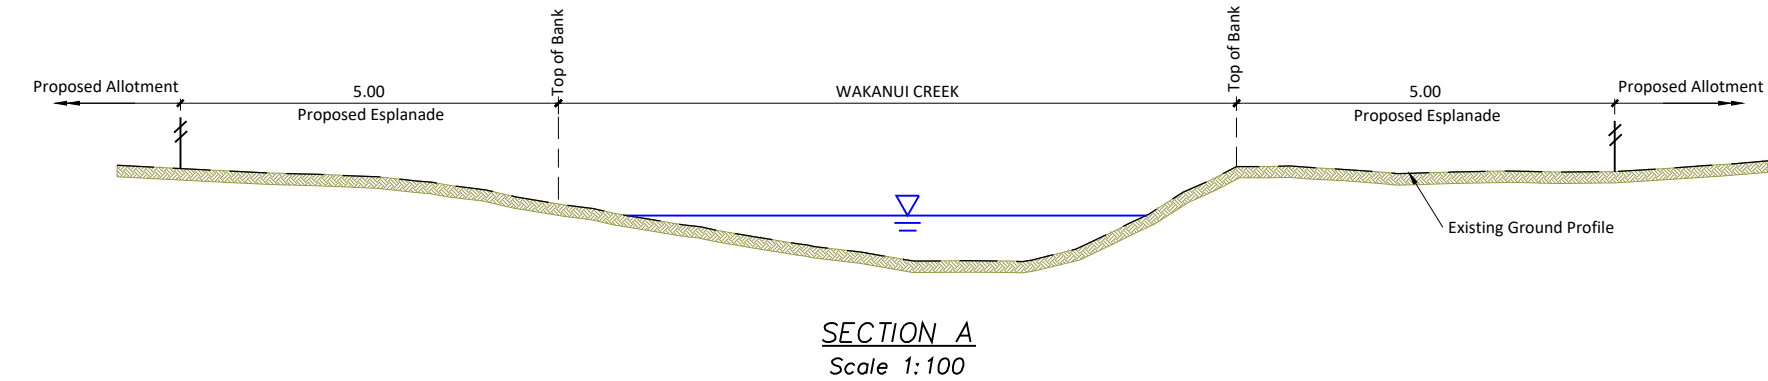 Top of Bank
Top of Bank
Proposed Allotment
5.00
WAKANUI CREEK
5.00
Proposed Allotment
Proposed Esplanade
Proposed Esplanade
Existing Ground Profile
SECTION A
Scale 1:100